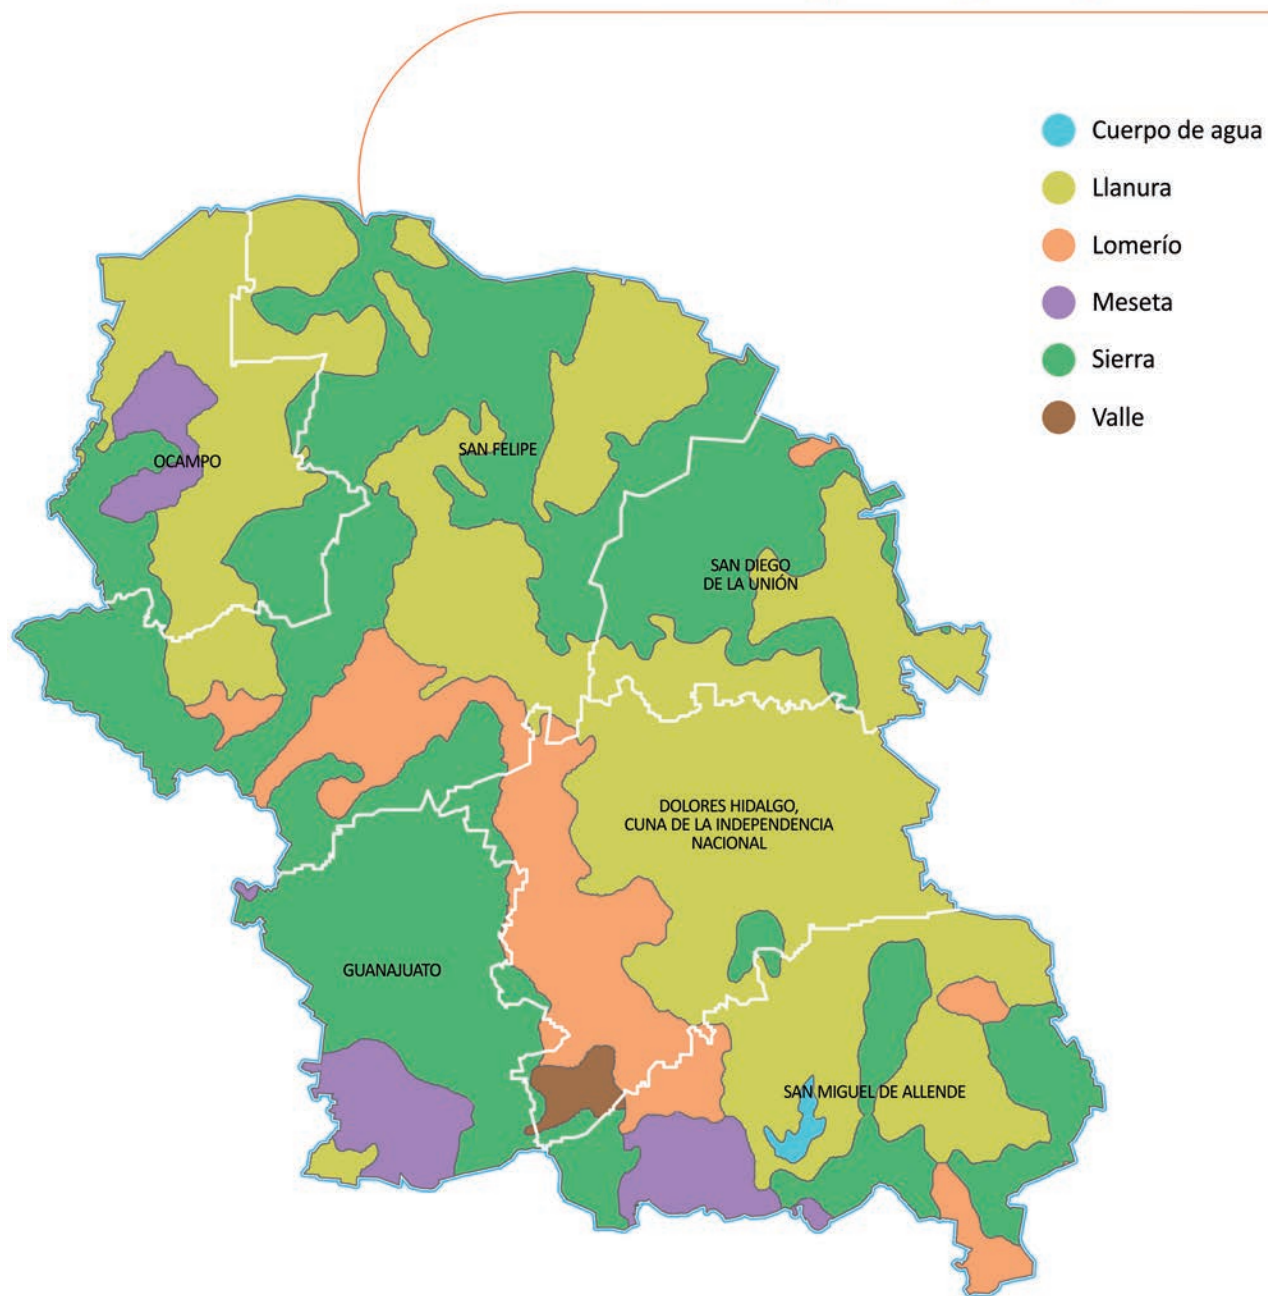 Cuerpo de agua
Llanura
Lomerío
Meseta
Sierra
Valle
OCAMPO
SAN FELIPE
SAN DIEGO
DE LA UNIÓN
DOLORES HIDALGO,
CUNA DE LA INDEPENDENCIA
NACIONAL
GUANAJUATO
SAN MIGUEL DE ALLENDE